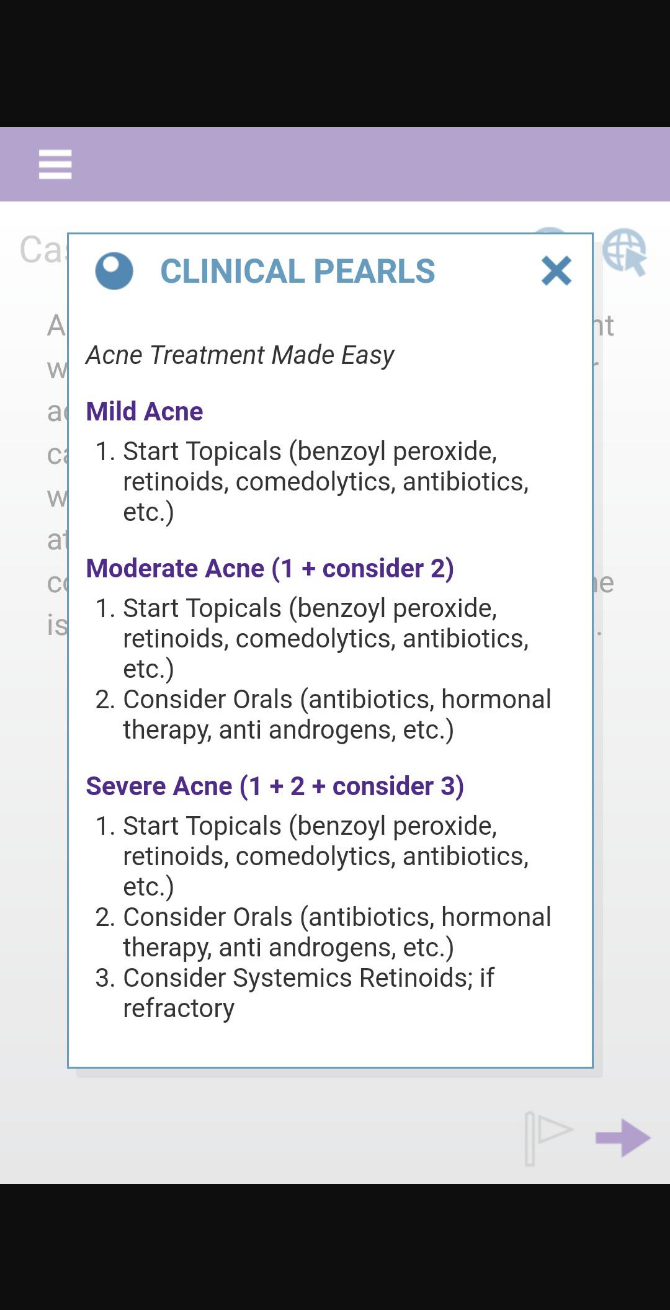 CLINICAL PEARLS
Acne Treatment Made Easy
Mild Acne
1. Start Topicals (benzoyl peroxide,
retinoids, comedolytics, antibiotics,
etc.)
Moderate Acne (1 + consider 2)
1. Start Topicals (benzoyl peroxide,
retinoids, comedolytics, antibiotics,
etc.)
2. Consider Orals (antibiotics, hormonal
therapy, anti androgens, etc.)
Severe Acne (1 + 2 + consider 3)
1. Start Topicals (benzoyl peroxide,
retinoids, comedolytics, antibiotics,
etc.)
2. Consider Orals (antibiotics, hormonal
therapy, anti androgens, etc.)
3. Consider Systemics Retinoids; if
refractory